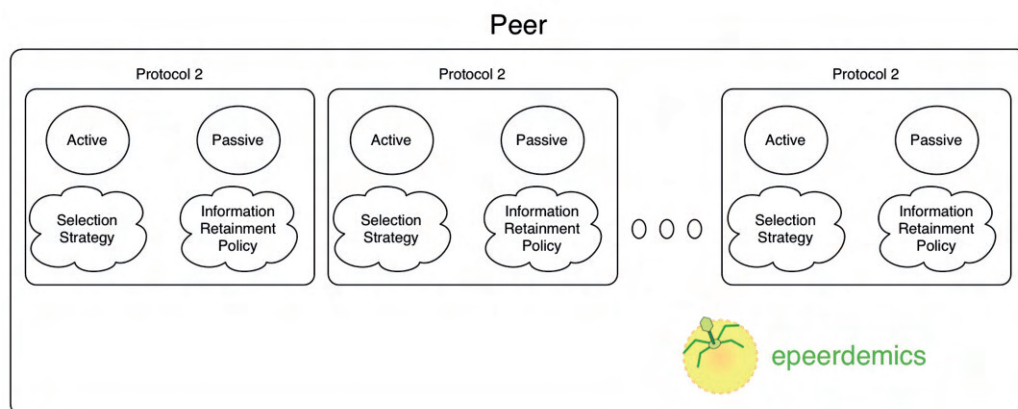 Peer
Protocol 2
Protocol 2
Protocol 2
Active
Passive
Active
Passive
Active
Passive
Selection
Strategy
Information
Retainment
Policy
Selection
Strategy
Information
Retainment
Policy
Selection
Strategy
Information
Retainment
Policy
epeerdemics